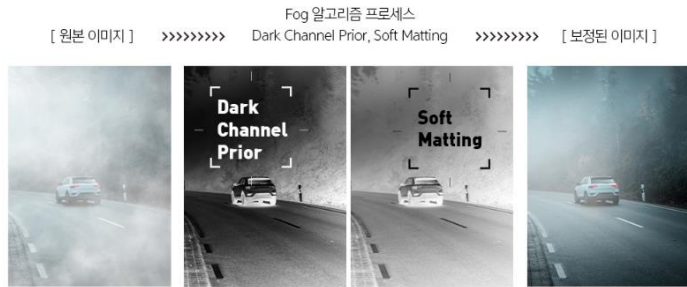 Fog 알고리즘 프로세스
[ 원본 이미지 ] >>>>>>>>> Dark Channel Prior, Soft Matting >>>>>>>>> [ 보정된 이미지 ]
Dark
Channel
Prior
Soft
Matting